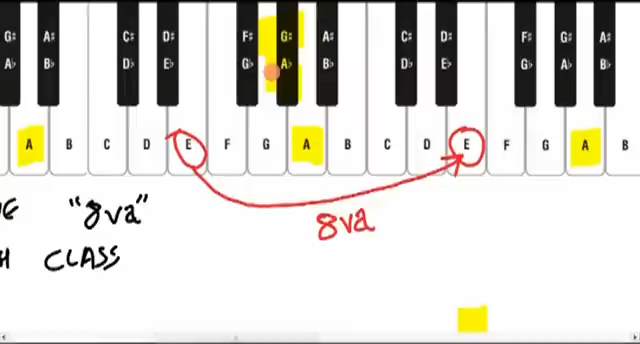 G♯ A♯ C♯ D♯ F♯ G♯ A♯ C♯ D♯ F♯ G♯ A♯
A♭ B♭ D♭ E♭ G♭ A♭ B♭ D♭ E♭ G♭ A♭ B♭
A B C D E F G A B C D E F G A B
"8va"
8va
H CLASS